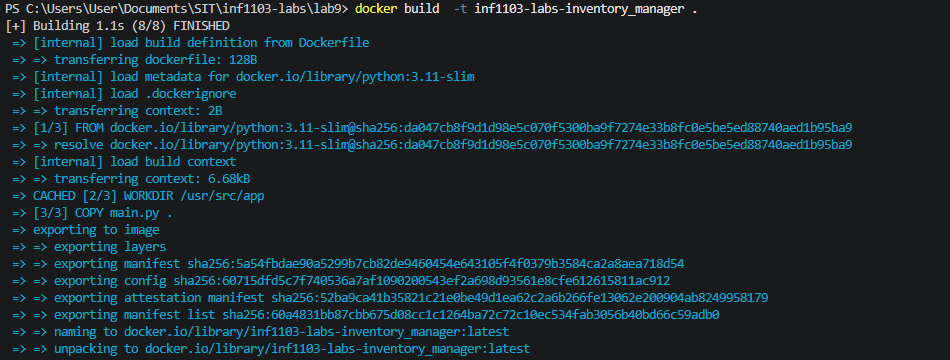 PS C:\Users\User\Documents\SIT\inf1103-labs\lab9> docker build  -t inf1103-labs-inventory_manager .
[+] Building 1.1s (8/8) FINISHED
=> [internal] load build definition from Dockerfile
=> => transferring dockerfile: 128B
=> [internal] load metadata for docker.io/library/python:3.11-slim
=> [internal] load .dockerignore
=> => transferring context: 2B
=> [1/3] FROM docker.io/library/python:3.11-slim@sha256:da047cb8f9d1d98e5c070f5300ba9f7274e33b8fc0e5be5ed88740aed1b95ba9
=> => resolve docker.io/library/python:3.11-slim@sha256:da047cb8f9d1d98e5c070f5300ba9f7274e33b8fc0e5be5ed88740aed1b95ba9
=> [internal] load build context
=> => transferring context: 6.68kB
=> CACHED [2/3] WORKDIR /usr/src/app
=> [3/3] COPY main.py .
=> exporting to image
=> => exporting layers
=> => exporting manifest sha256:5a54fbdae90a5299b7cb82de9460454e643105f4f0379b3584ca2a8aea718d54
=> => exporting config sha256:60715dfd5c7f740536a7af1090200543ef2a698d93561e8cfe612615811ac912
=> => exporting attestation manifest sha256:52ba9ca41b35821c21e0be49d1ea62c2a6b266fe13062e200904ab8249958179
=> => exporting manifest list sha256:60a4831bb87cbb675d08cc1c1264ba72c72c10ec534fab3056b40bd66c59adb0
=> => naming to docker.io/library/inf1103-labs-inventory_manager:latest
=> => unpacking to docker.io/library/inf1103-labs-inventory_manager:latest